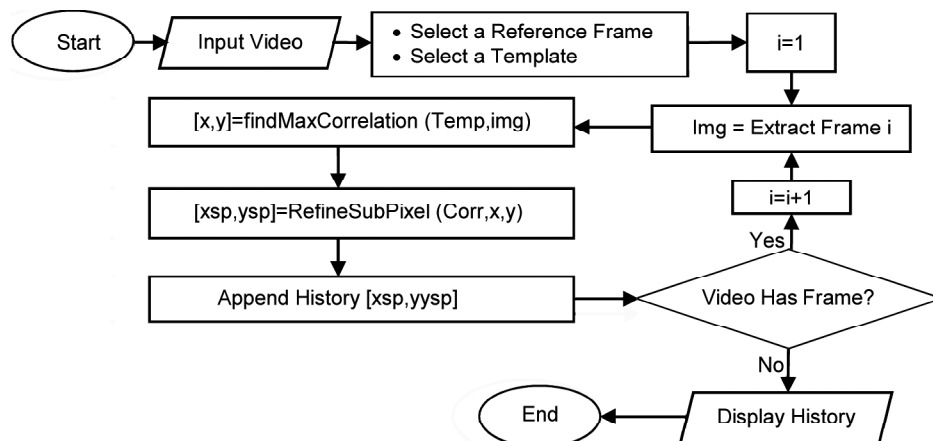 Start
Input Video
• Select a Reference Frame
• Select a Template
i=1
Img = Extract Frame i
[x,y]=findMaxCorrelation (Temp,img)
[xsp,ysp]=RefineSubPixel (Corr,x,y)
Append History [xsp,yysp]
Video Has Frame?
Yes
i=i+1
No
Display History
End